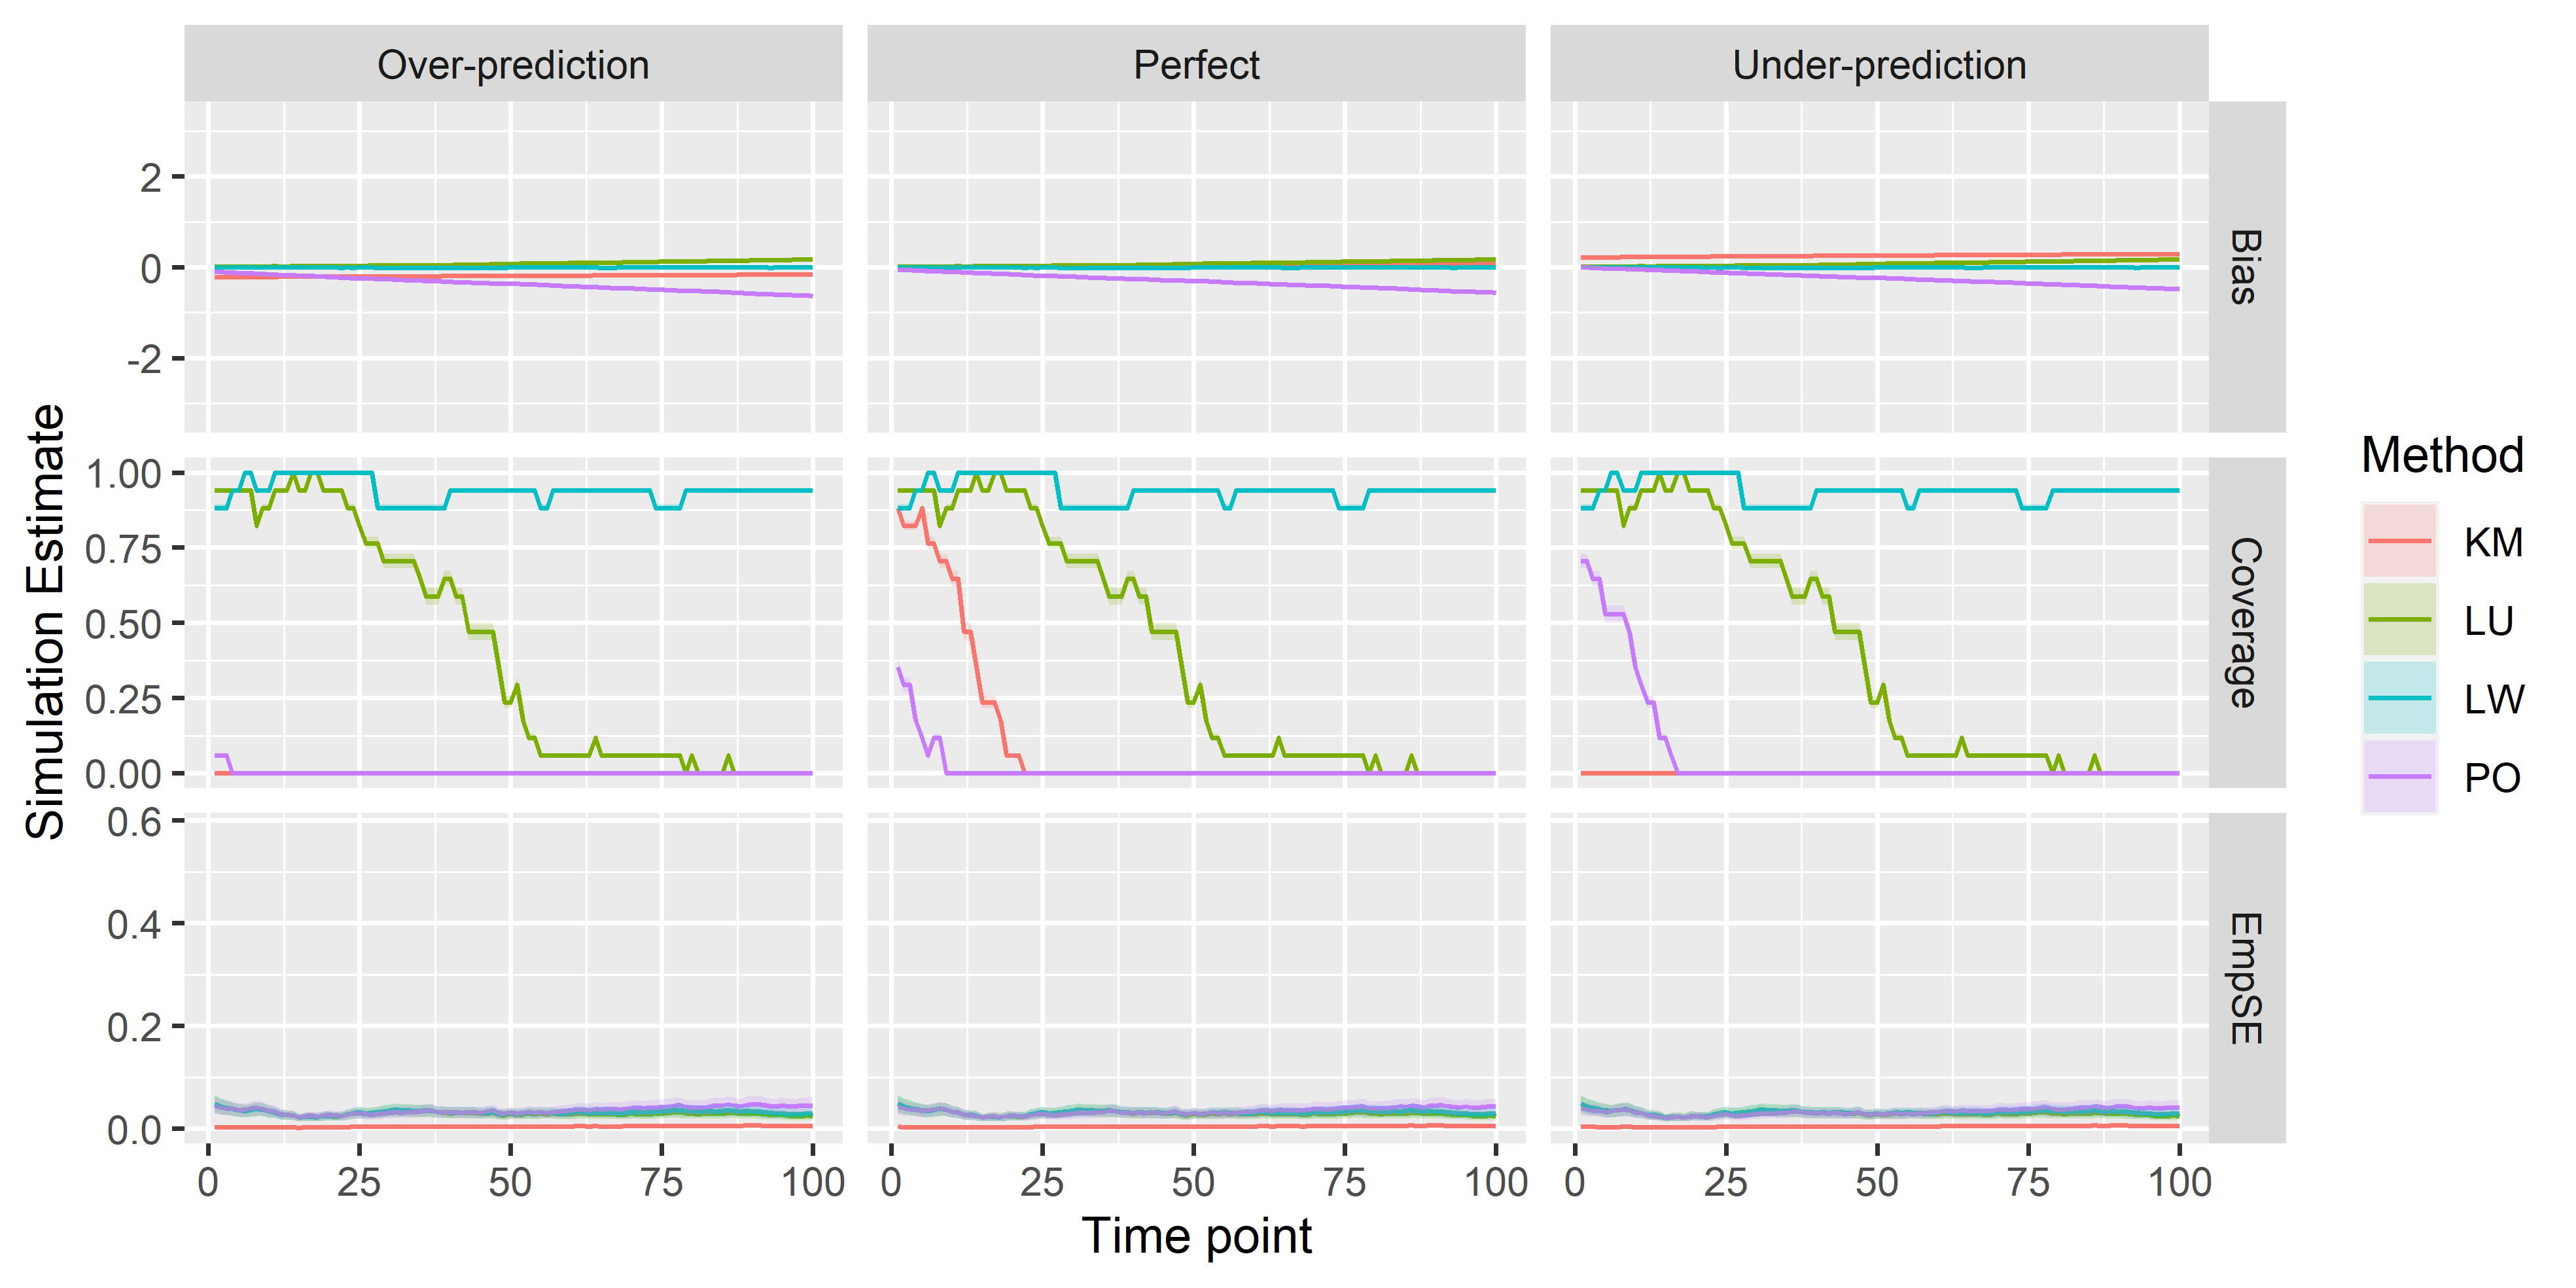 Over-prediction
Perfect
Under-prediction
2
0
-2
Bias
Simulation Estimate
1.00
0.75
0.50
0.25
0.00
Coverage
0.6
0.4
0.2
0.0
EmpSE
0 25 50 75 100
0 25 50 75 100
0 25 50 75 100
Time point
Method
KM
LU
LW
PO